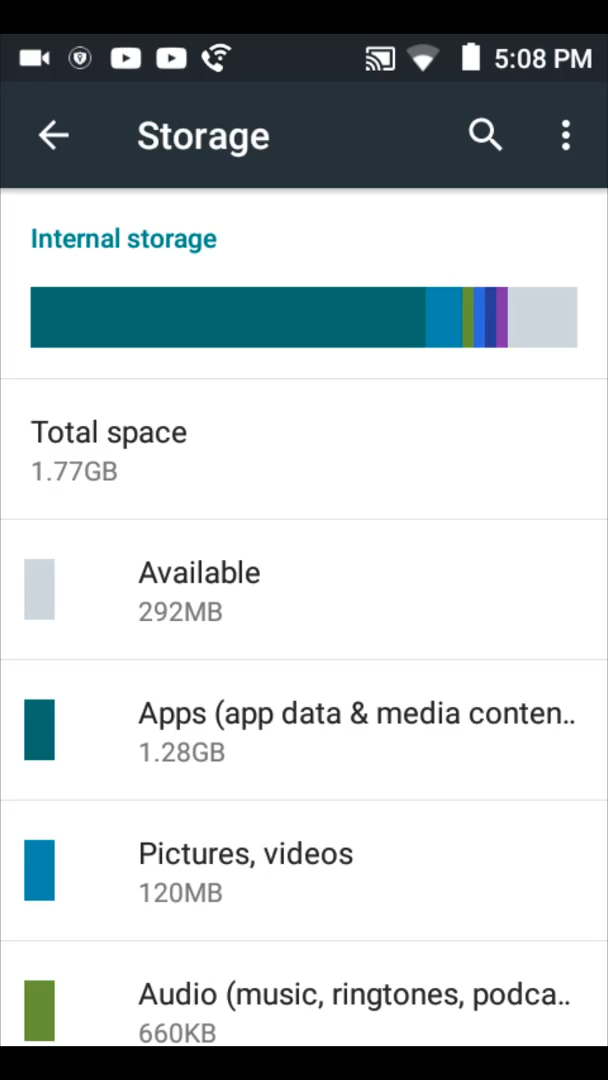 5:08 PM
Storage
Internal storage
Total space
1.77GB
Available
292MB
Apps (app data & media conten..
1.28GB
Pictures, videos
120MB
Audio (music, ringtones, podca..
660KB